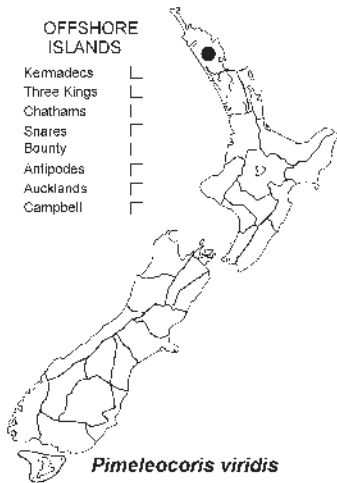 OFFSHORE
ISLANDS
Kermadecs
Three Kings
Chathams
Snares
Bounty
Antipodes
Aucklands
Campbell
Pimeleocoris viridis